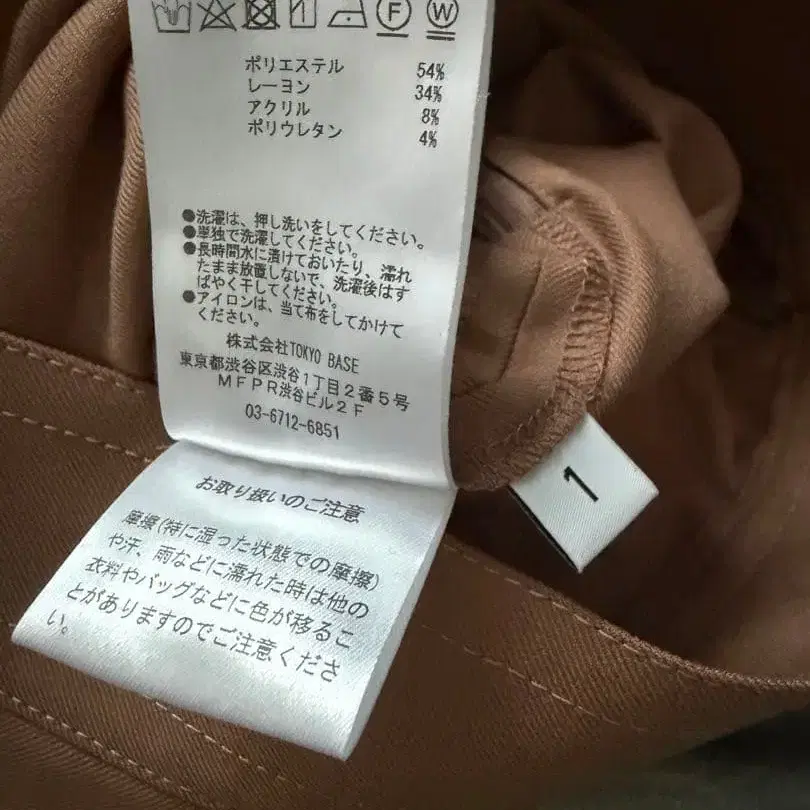 F W
ポリエステル 54%
レーヨン 34%
アクリル 8%
ポリウレタン 4%
●洗濯は、押し洗いをしてください。
●単独で洗濯してください。
●長時間水に漬けておいたり、濡れ
たまま放置しないで、洗濯後はす
ばやく干してください。
●アイロンは、当て布をしてかけて
ください。
株式会社TOKYO BASE
東京都渋谷区渋谷1丁目2番5号
MFPR渋谷ビル2F
03-6712-6851
お取り扱いのご注意
摩擦(特に湿った状態での摩擦)
や汗、雨などに濡れた時は他の
衣料やバッグなどに色が移るこ
とがありますのでご注意くださ
い。
1